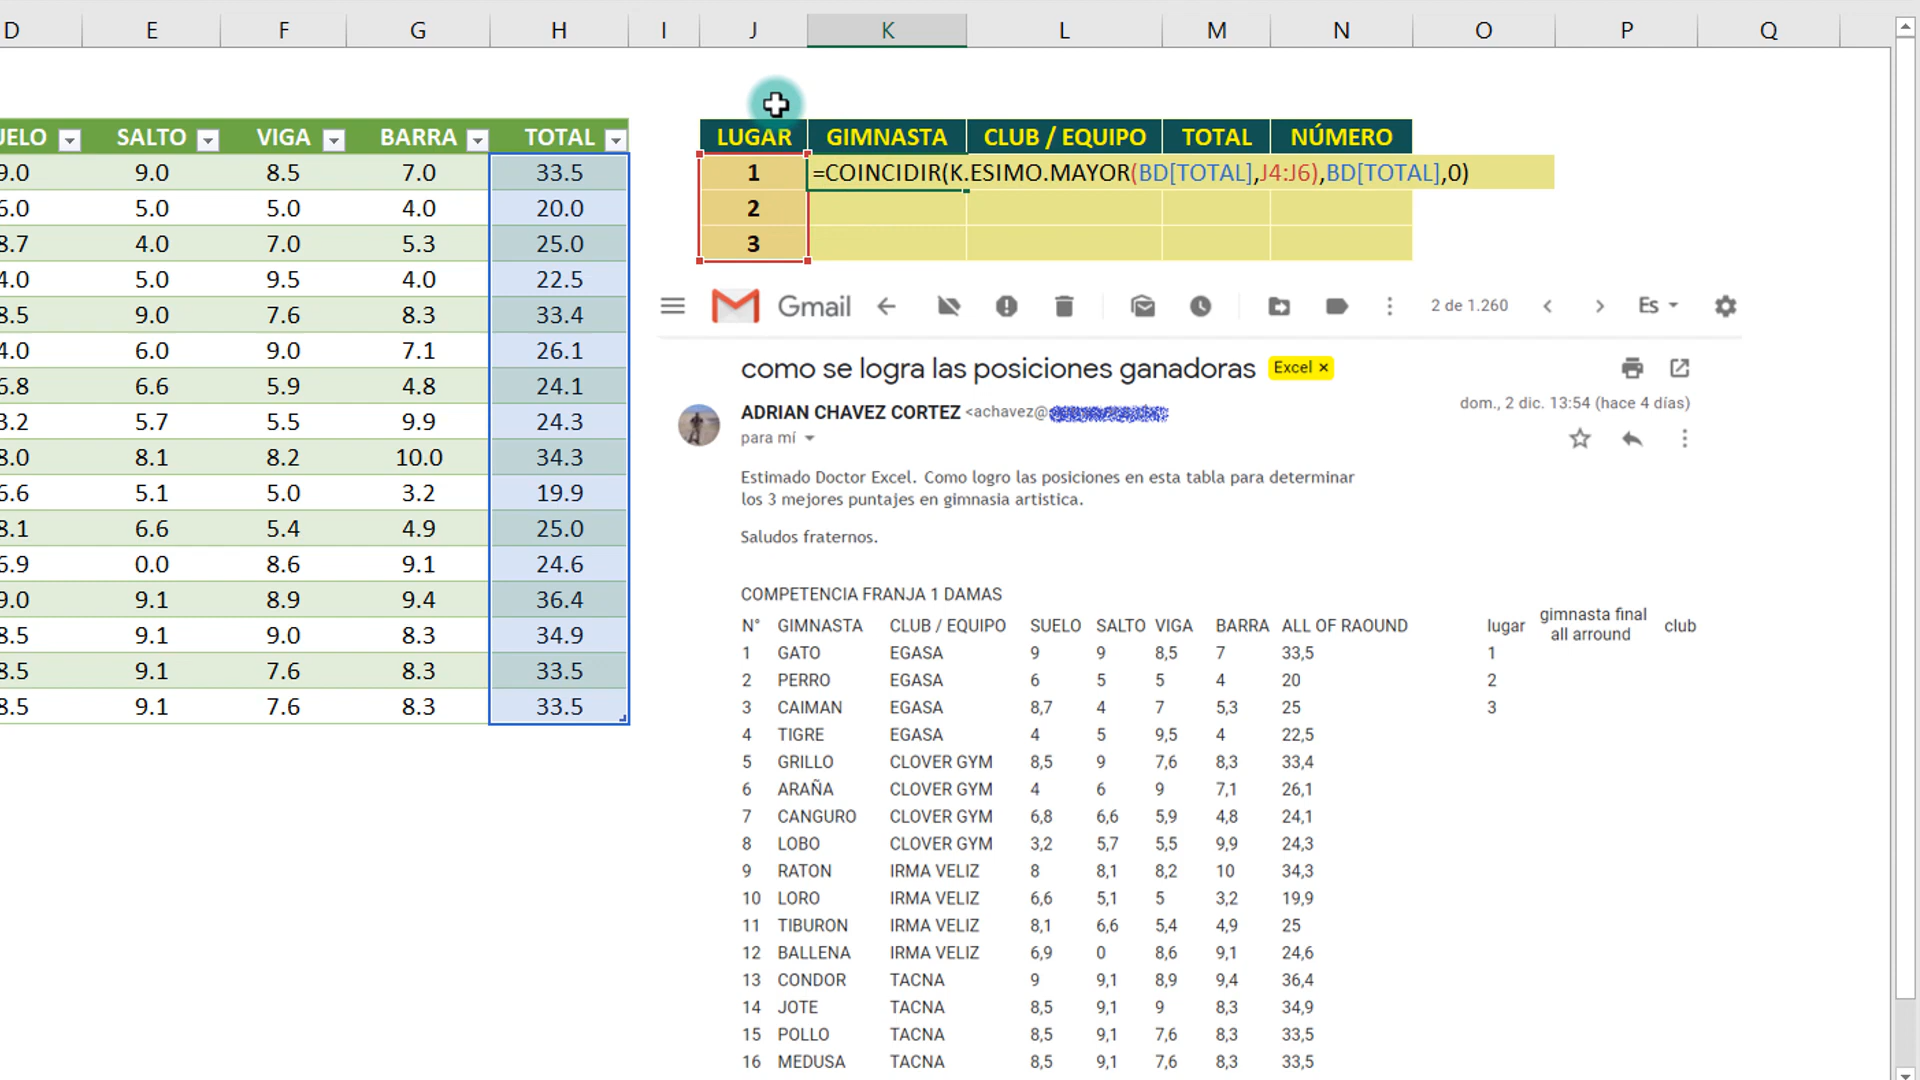 D E F G H I J K L M N O P Q
UELO SALTO VIGA BARRA TOTAL
9.0 9.0 8.5 7.0 33.5
6.0 5.0 5.0 4.0 20.0
8.7 4.0 7.0 5.3 25.0
4.0 5.0 9.5 4.0 22.5
8.5 9.0 7.6 8.3 33.4
4.0 6.0 9.0 7.1 26.1
6.8 6.6 5.9 4.8 24.1
3.2 5.7 5.5 9.9 24.3
8.0 8.1 8.2 10.0 34.3
6.6 5.1 5.0 3.2 19.9
8.1 6.6 5.4 4.9 25.0
6.9 0.0 8.6 9.1 24.6
9.0 9.1 8.9 9.4 36.4
8.5 9.1 9.0 8.3 34.9
8.5 9.1 7.6 8.3 33.5
8.5 9.1 7.6 8.3 33.5
LUGAR GIMNASTA CLUB / EQUIPO TOTAL NÚMERO
1 =COINCIDIR(K.ESIMO.MAYOR(BD[TOTAL],J4:J6),BD[TOTAL],0)
2
3
Gmail 2 de 1.260 Es
como se logra las posiciones ganadoras Excel ×
ADRIAN CHAVEZ CORTEZ <achavez@ dom., 2 dic. 13:54 (hace 4 días)
para mí
Estimado Doctor Excel. Como logro las posiciones en esta tabla para determinar
los 3 mejores puntajes en gimnasia artistica.
Saludos fraternos.
COMPETENCIA FRANJA 1 DAMAS
N° GIMNASTA CLUB / EQUIPO SUELO SALTO VIGA BARRA ALL OF RAOUND lugar gimnasta final all arround club
1 GATO EGASA 9 9 8,5 7 33,5 1
2 PERRO EGASA 6 5 5 4 20 2
3 CAIMAN EGASA 8,7 4 7 5,3 25 3
4 TIGRE EGASA 4 5 9,5 4 22,5
5 GRILLO CLOVER GYM 8,5 9 7,6 8,3 33,4
6 ARAÑA CLOVER GYM 4 6 9 7,1 26,1
7 CANGURO CLOVER GYM 6,8 6,6 5,9 4,8 24,1
8 LOBO CLOVER GYM 3,2 5,7 5,5 9,9 24,3
9 RATON IRMA VELIZ 8 8,1 8,2 10 34,3
10 LORO IRMA VELIZ 6,6 5,1 5 3,2 19,9
11 TIBURON IRMA VELIZ 8,1 6,6 5,4 4,9 25
12 BALLENA IRMA VELIZ 6,9 0 8,6 9,1 24,6
13 CONDOR TACNA 9 9,1 8,9 9,4 36,4
14 JOTE TACNA 8,5 9,1 9 8,3 34,9
15 POLLO TACNA 8,5 9,1 7,6 8,3 33,5
16 MEDUSA TACNA 8,5 9,1 7,6 8,3 33,5